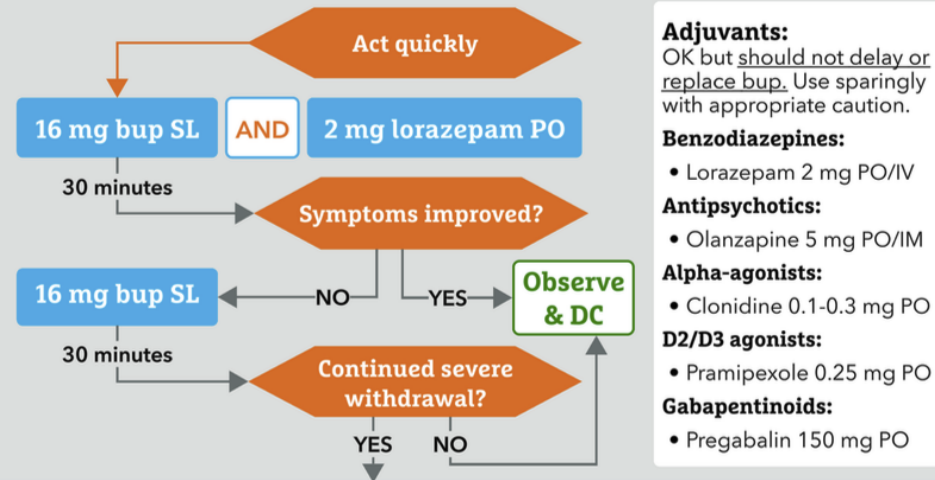 Act quickly
16 mg bup SL
AND
2 mg lorazepam PO
30 minutes
Symptoms improved?
16 mg bup SL
NO
YES
Observe
& DC
30 minutes
Continued severe
withdrawal?
YES
NO
Adjuvants:
OK but should not delay or
replace bup. Use sparingly
with appropriate caution.
Benzodiazepines:
• Lorazepam 2 mg PO/IV
Antipsychotics:
• Olanzapine 5 mg PO/IM
Alpha-agonists:
• Clonidine 0.1-0.3 mg PO
D2/D3 agonists:
• Pramipexole 0.25 mg PO
Gabapentinoids:
• Pregabalin 150 mg PO